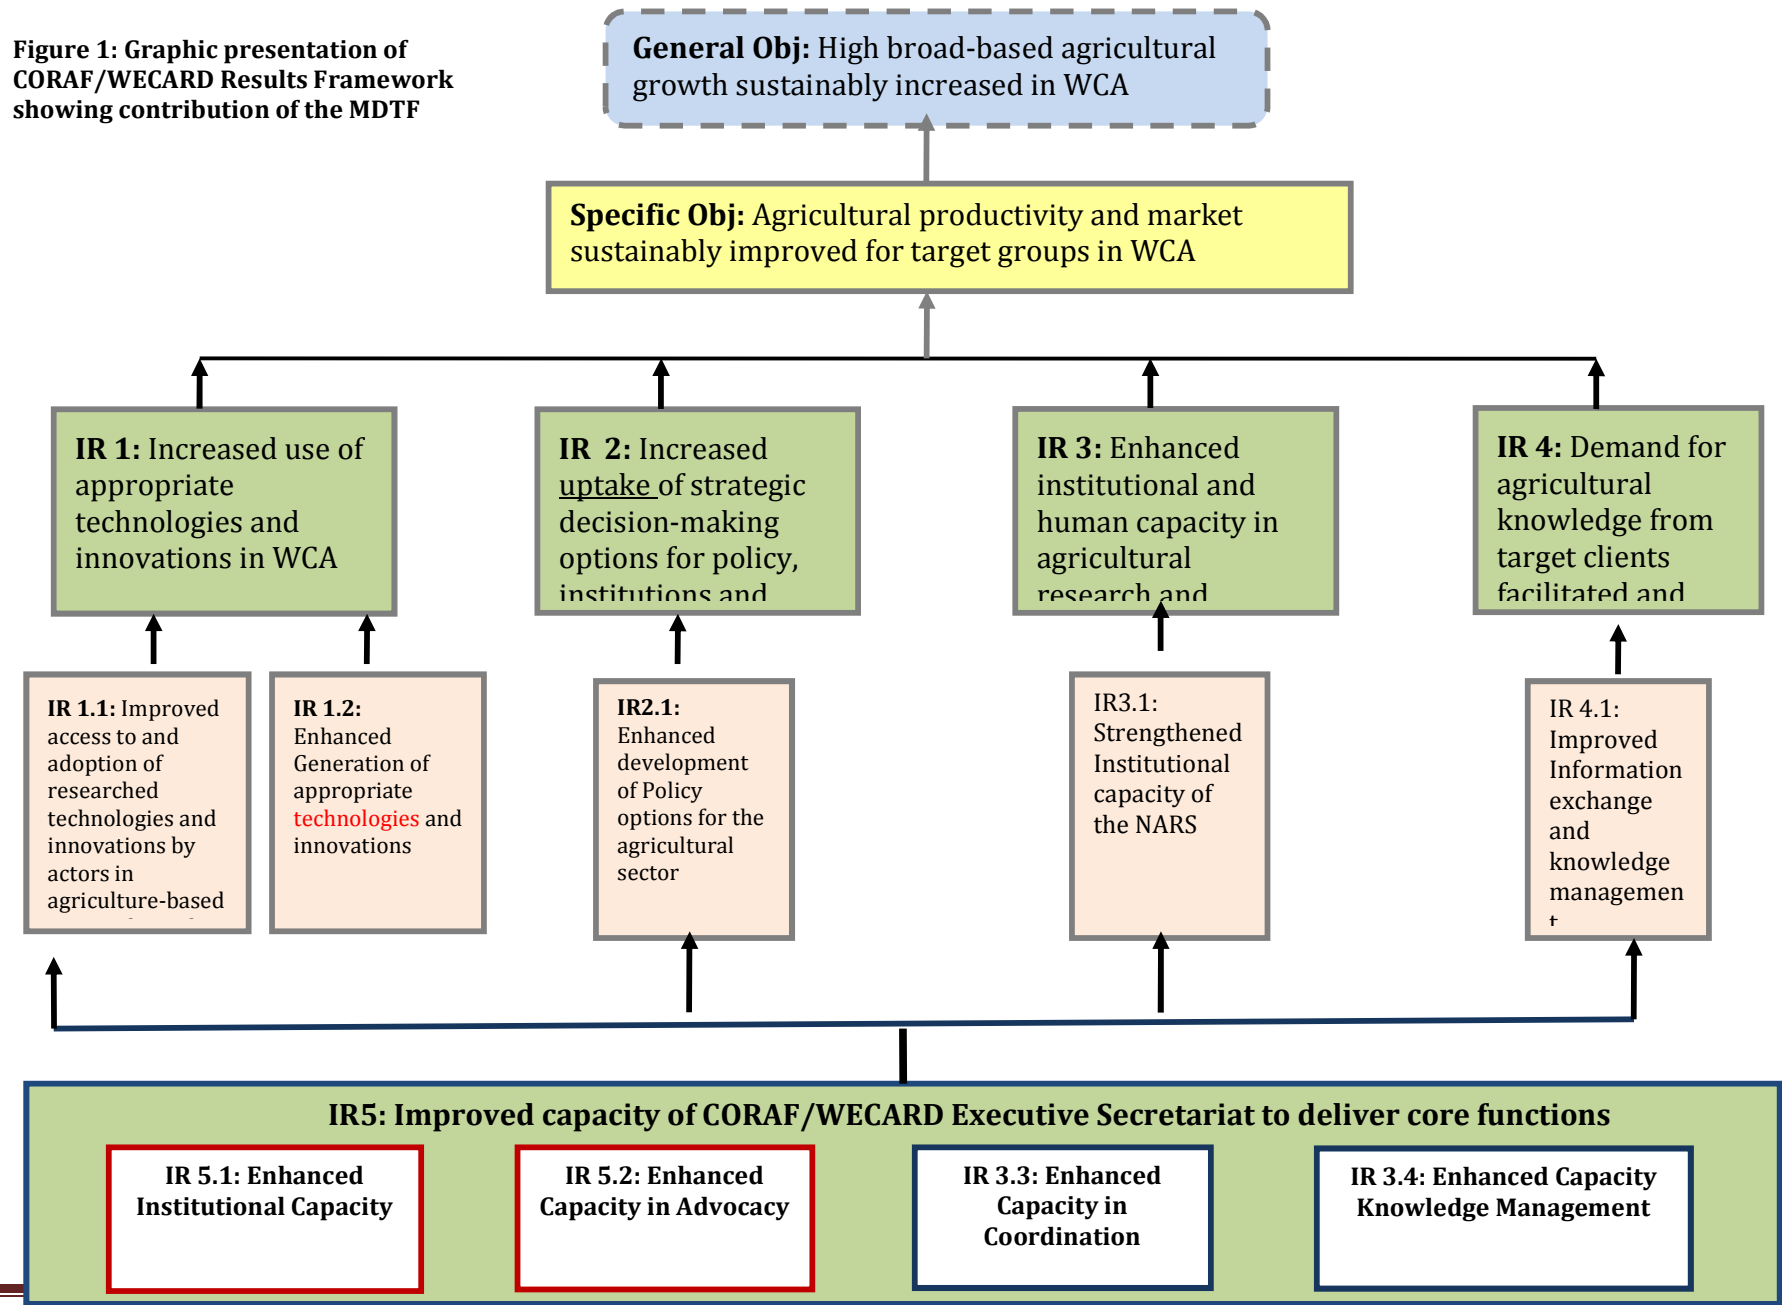 Figure 1: Graphic presentation of
CORAF/WECARD Results Framework
showing contribution of the MDTF
General Obj: High broad-based agricultural
growth sustainably increased in WCA
Specific Obj: Agricultural productivity and market
sustainably improved for target groups in WCA
IR 1: Increased use of
appropriate
technologies and
innovations in WCA
IR  2: Increased
uptake of strategic
decision-making
options for policy,
institutions and
IR 3: Enhanced
institutional and
human capacity in
agricultural
research and
IR 4: Demand for
agricultural
knowledge from
target clients
facilitated and
IR 1.1: Improved
access to and
adoption of
researched
technologies and
innovations by
actors in
agriculture-based
IR 1.2:
Enhanced
Generation of
appropriate
technologies and
innovations
IR2.1:
Enhanced
development
of Policy
options for the
agricultural
sector
IR3.1:
Strengthened
Institutional
capacity of
the NARS
IR 4.1:
Improved
Information
exchange
and
knowledge
managemen
t
IR5: Improved capacity of CORAF/WECARD Executive Secretariat to deliver core functions
IR 5.1: Enhanced
Institutional Capacity
IR 5.2: Enhanced
Capacity in Advocacy
IR 3.3: Enhanced
Capacity in
Coordination
IR 3.4: Enhanced Capacity
Knowledge Management